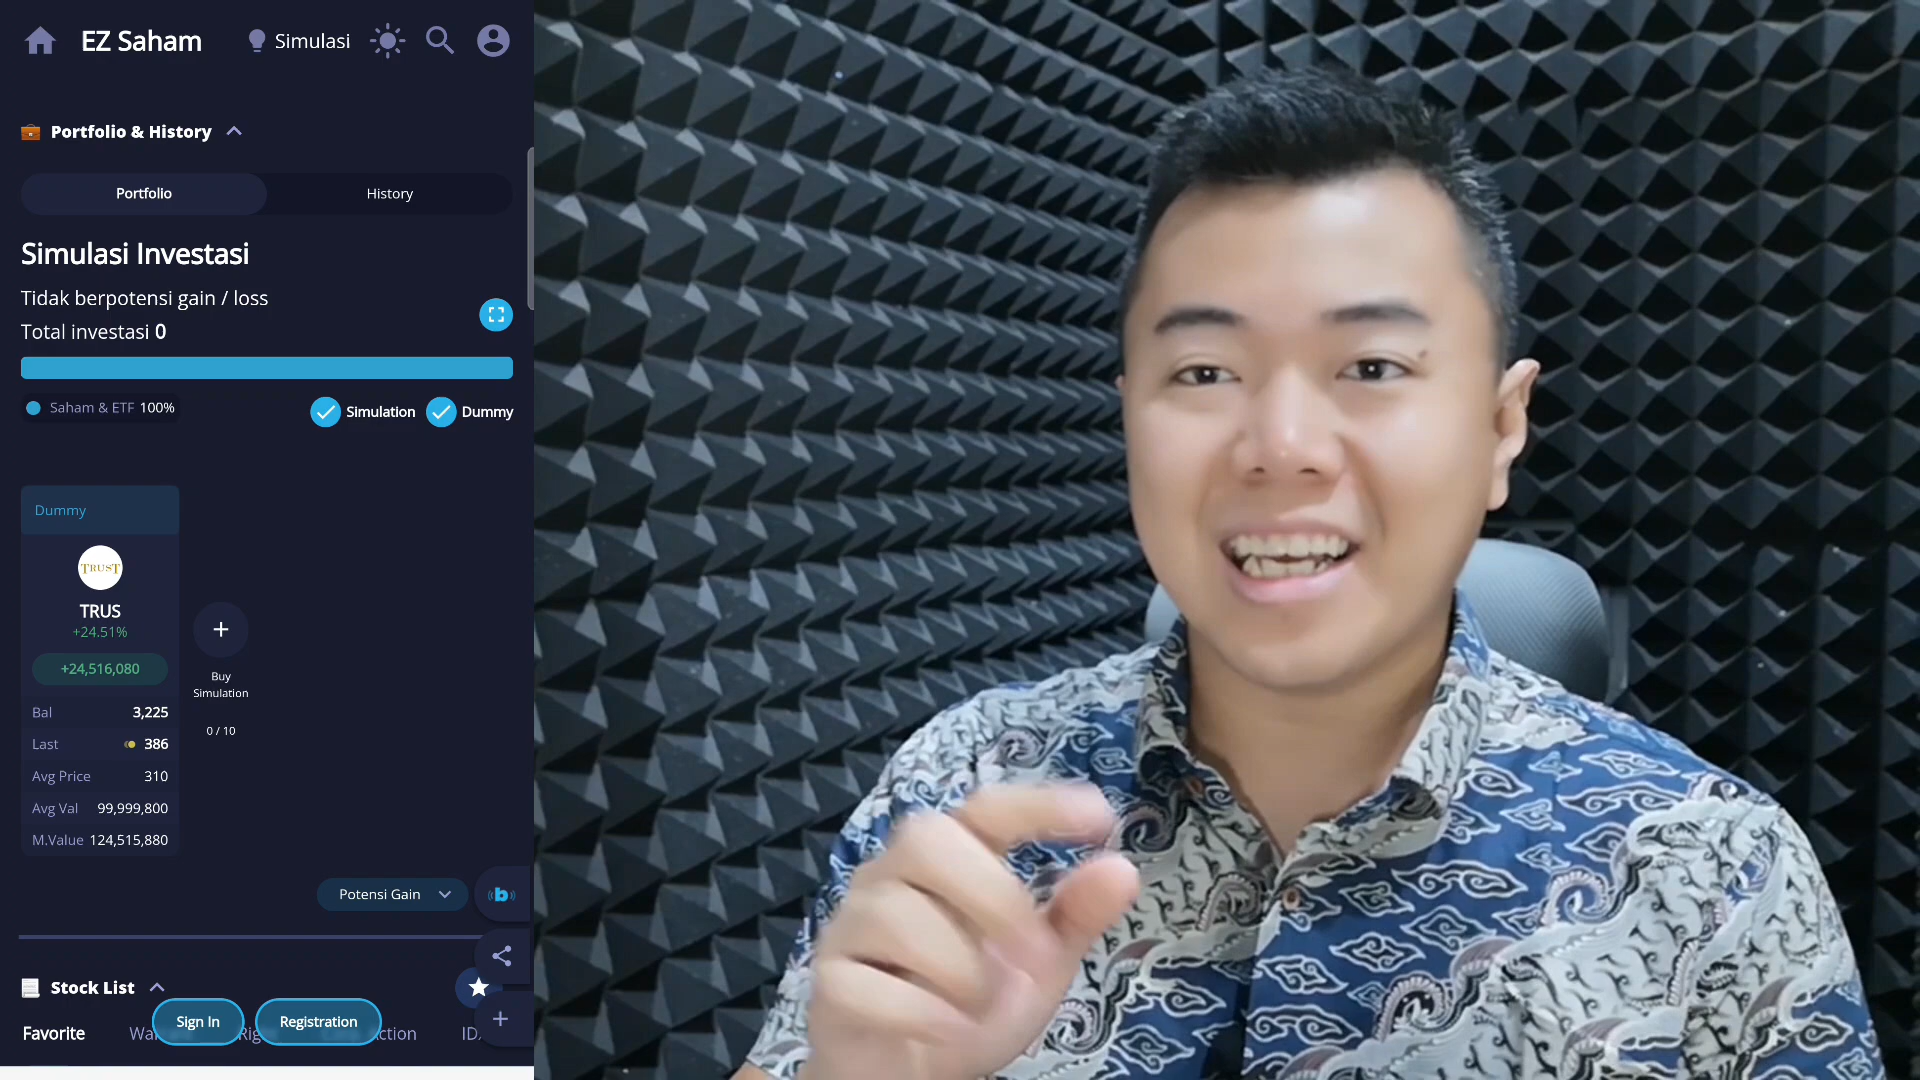 EZ Saham
Simulasi
Portfolio & History
Portfolio
History
Simulasi Investasi
Tidak berpotensi gain / loss
Total investasi 0
Saham & ETF 100%
Simulation
Dummy
Dummy
TRUST
TRUS
+24.51%
+24,516,080
Bal 3,225
Last 386
Avg Price 310
Avg Val 99,999,800
M.Value 124,515,880
Buy
Simulation
0 / 10
Potensi Gain
b
Stock List
Sign In
Registration
Favorite